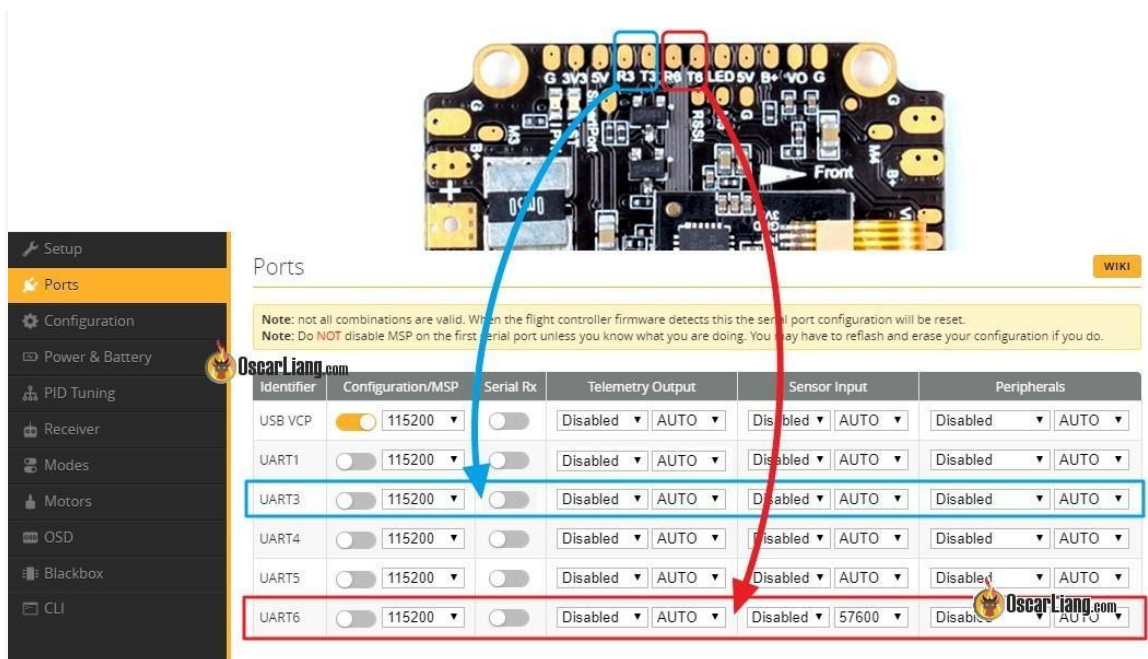 G 3V3 5V R3 T3 R6 T6 LED 5V B+ VO G
G
G
SmartPort
RSSI
G
M3
M4
B+
B+
Front
Setup
Ports
Configuration
Power & Battery
PID Tuning
Receiver
Modes
Motors
OSD
Blackbox
CLI
Ports
WIKI
Note: not all combinations are valid. When the flight controller firmware detects this the serial port configuration will be reset.
Note: Do NOT disable MSP on the first serial port unless you know what you are doing. You may have to reflash and erase your configuration if you do.
OscarLiang.com
Identifier Configuration/MSP Serial Rx Telemetry Output Sensor Input Peripherals
USB VCP 115200 Disabled AUTO Disabled AUTO Disabled AUTO
UART1 115200 Disabled AUTO Disabled AUTO Disabled AUTO
UART3 115200 Disabled AUTO Disabled AUTO Disabled AUTO
UART4 115200 Disabled AUTO Disabled AUTO Disabled AUTO
UART5 115200 Disabled AUTO Disabled AUTO Disabled AUTO
UART6 115200 Disabled AUTO Disabled 57600 Disabled AUTO
OscarLiang.com